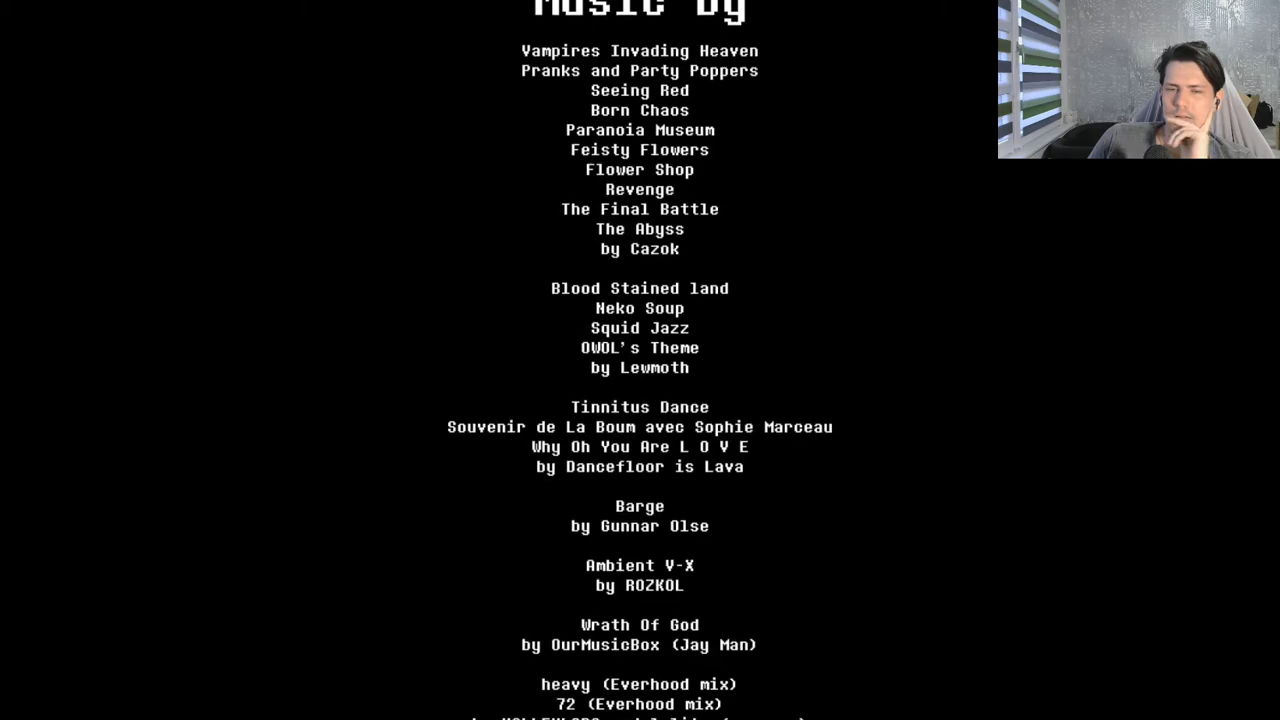 Music by
Vampires Invading Heaven
Pranks and Party Poppers
Seeing Red
Born Chaos
Paranoia Museum
Feisty Flowers
Flower Shop
Revenge
The Final Battle
The Abyss
by Cazok
Blood Stained land
Neko Soup
Squid Jazz
OWOL's Theme
by Lewmoth
Tinnitus Dance
Souvenir de La Boum avec Sophie Marceau
Why Oh You Are L O V E
by Dancefloor is Lava
Barge
by Gunnar Olse
Ambient V-X
by ROZKOL
Wrath Of God
by OurMusicBox (Jay Man)
heavy (Everhood mix)
72 (Everhood mix)